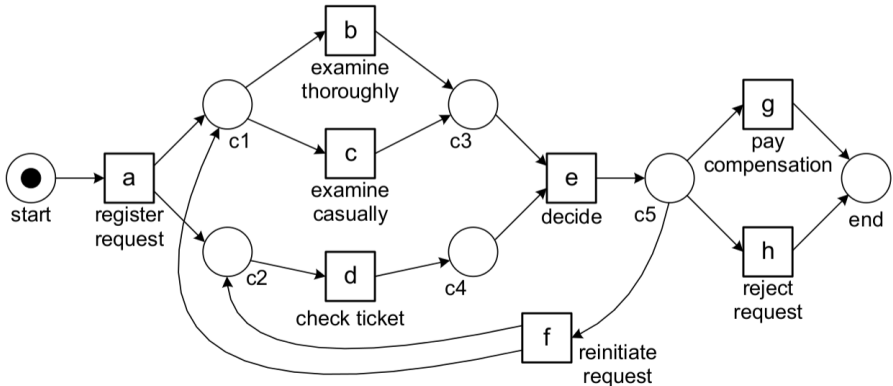 b
examine
thoroughly
c1
c
examine
casually
c3
start
a
register
request
c2
d
check ticket
c4
e
decide
c5
g
pay
compensation
h
reject
request
end
f
reinitiate
request